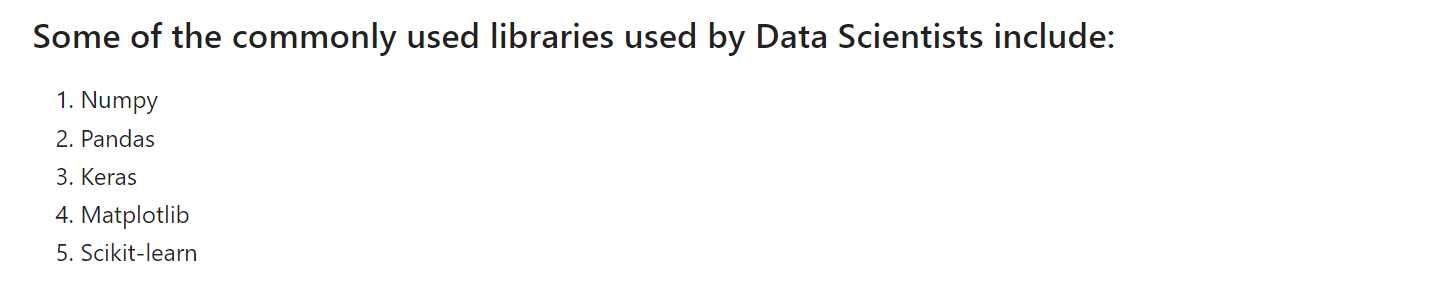 Some of the commonly used libraries used by Data Scientists include:
1. Numpy
2. Pandas
3. Keras
4. Matplotlib
5. Scikit-learn